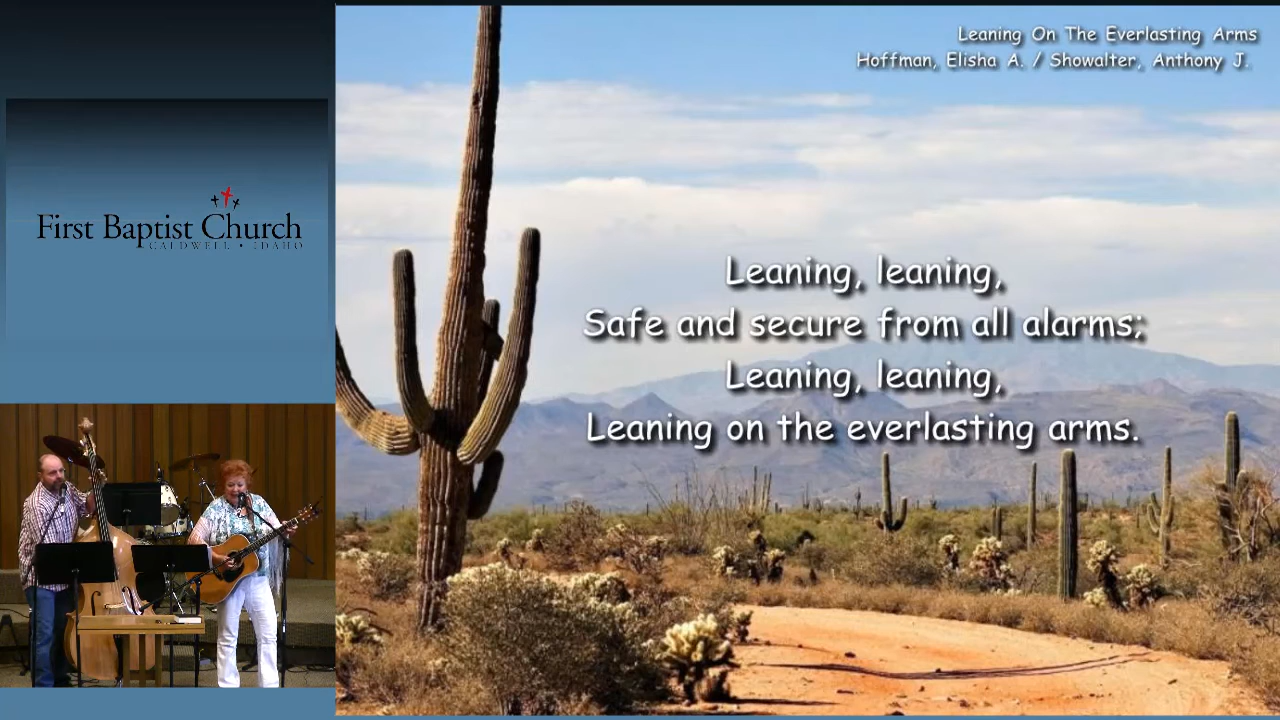 First Baptist Church
CALDWELL • IDAHO
Leaning On The Everlasting Arms
Hoffman, Elisha A. / Showalter, Anthony J.
Leaning, leaning,
Safe and secure from all alarms;
Leaning, leaning,
Leaning on the everlasting arms.